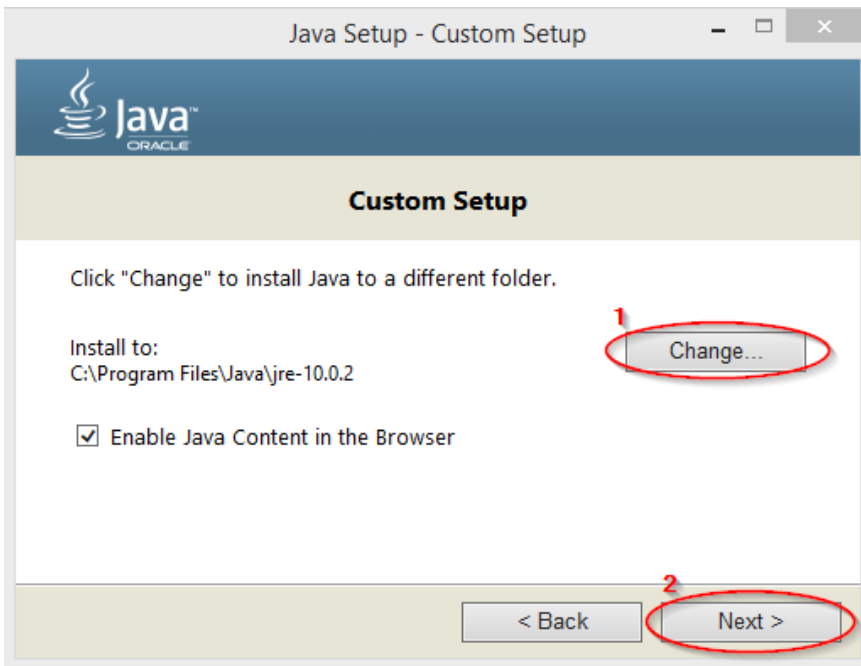 Java Setup - Custom Setup
Java™
ORACLE
Custom Setup
Click "Change" to install Java to a different folder.
1
Install to:
Change...
C:\Program Files\Java\jre-10.0.2
Enable Java Content in the Browser
2
< Back
Next >